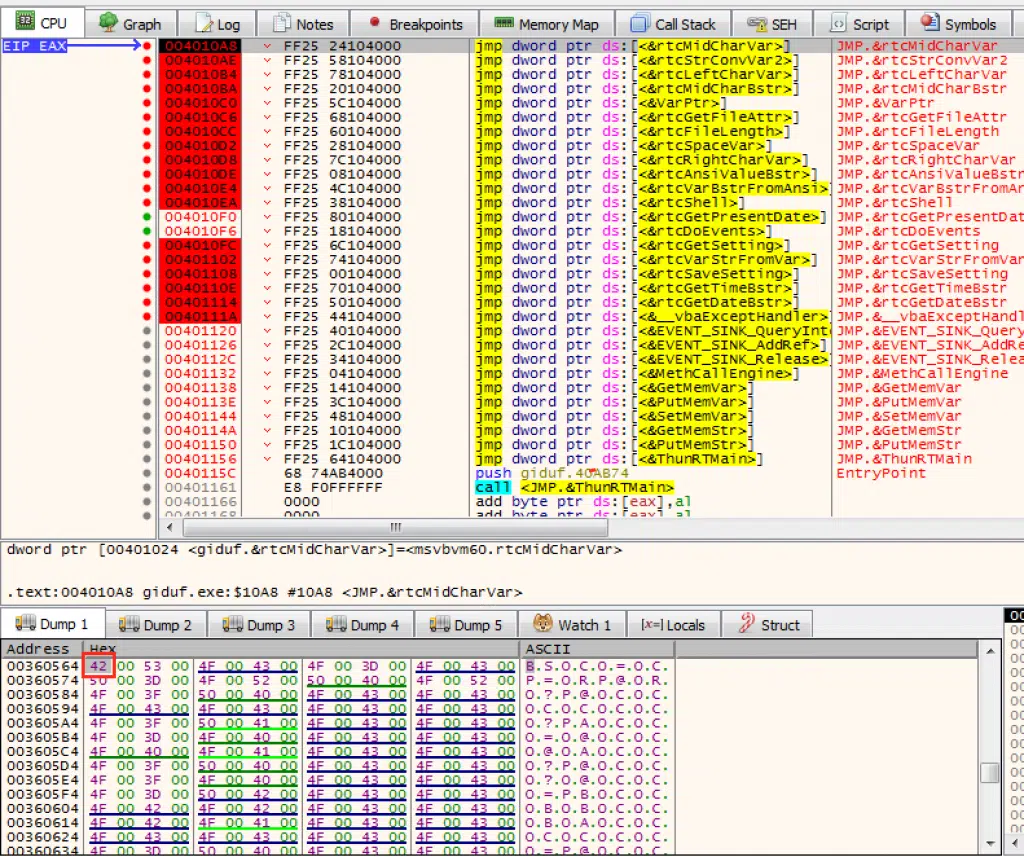 CPU Graph Log Notes Breakpoints Memory Map Call Stack SEH Script Symbols
EIP EAX 004010A8 FF25 24104000 jmp dword ptr ds:[<&rtcMidCharVar>] JMP.&rtcMidCharVar
004010AE FF25 58104000 jmp dword ptr ds:[<&rtcStrConvVar2>] JMP.&rtcStrConvVar2
004010B4 FF25 78104000 jmp dword ptr ds:[<&rtcLeftCharVar>] JMP.&rtcLeftCharVar
004010BA FF25 20104000 jmp dword ptr ds:[<&rtcMidCharBstr>] JMP.&rtcMidCharBstr
004010C0 FF25 5C104000 jmp dword ptr ds:[<&VarPtr>] JMP.&VarPtr
004010C6 FF25 68104000 jmp dword ptr ds:[<&rtcGetFileAttr>] JMP.&rtcGetFileAttr
004010CC FF25 60104000 jmp dword ptr ds:[<&rtcFileLength>] JMP.&rtcFileLength
004010D2 FF25 28104000 jmp dword ptr ds:[<&rtcSpaceVar>] JMP.&rtcSpaceVar
004010D8 FF25 7C104000 jmp dword ptr ds:[<&rtcRightCharVar>] JMP.&rtcRightCharVar
004010DE FF25 08104000 jmp dword ptr ds:[<&rtcAnsiValueBstr>] JMP.&rtcAnsiValueBstr
004010E4 FF25 4C104000 jmp dword ptr ds:[<&rtcVarBstrFromAnsi> JMP.&rtcVarBstrFromAn
004010EA FF25 38104000 jmp dword ptr ds:[<&rtcShell>] JMP.&rtcShell
004010F0 FF25 80104000 jmp dword ptr ds:[<&rtcGetPresentDate>] JMP.&rtcGetPresentDat
004010F6 FF25 18104000 jmp dword ptr ds:[<&rtcDoEvents>] JMP.&rtcDoEvents
004010FC FF25 6C104000 jmp dword ptr ds:[<&rtcGetSetting>] JMP.&rtcGetSetting
00401102 FF25 74104000 jmp dword ptr ds:[<&rtcVarStrFromVar>] JMP.&rtcVarStrFromVar
00401108 FF25 00104000 jmp dword ptr ds:[<&rtcSaveSetting>] JMP.&rtcSaveSetting
0040110E FF25 70104000 jmp dword ptr ds:[<&rtcGetTimeBstr>] JMP.&rtcGetTimeBstr
00401114 FF25 50104000 jmp dword ptr ds:[<&rtcGetDateBstr>] JMP.&rtcGetDateBstr
0040111A FF25 44104000 jmp dword ptr ds:[<&__vbaExceptHandler>] JMP.&__vbaExceptHandl
00401120 FF25 40104000 jmp dword ptr ds:[<&EVENT_SINK_QueryInte JMP.&EVENT_SINK_Query
00401126 FF25 2C104000 jmp dword ptr ds:[<&EVENT_SINK_AddRef>] JMP.&EVENT_SINK_AddRe
0040112C FF25 34104000 jmp dword ptr ds:[<&EVENT_SINK_Release>] JMP.&EVENT_SINK_Relea
00401132 FF25 04104000 jmp dword ptr ds:[<&MethCallEngine>] JMP.&MethCallEngine
00401138 FF25 14104000 jmp dword ptr ds:[<&GetMemVar>] JMP.&GetMemVar
0040113E FF25 3C104000 jmp dword ptr ds:[<&PutMemVar>] JMP.&PutMemVar
00401144 FF25 48104000 jmp dword ptr ds:[<&SetMemVar>] JMP.&SetMemVar
0040114A FF25 10104000 jmp dword ptr ds:[<&GetMemStr>] JMP.&GetMemStr
00401150 FF25 1C104000 jmp dword ptr ds:[<&PutMemStr>] JMP.&PutMemStr
00401156 FF25 64104000 jmp dword ptr ds:[<&ThunRTMain>] JMP.&ThunRTMain
0040115C 68 74AB4000 push giduf.40AB74 EntryPoint
00401161 E8 F0FFFFFF call <JMP.&ThunRTMain>
00401166 0000 add byte ptr ds:[eax],al
00401168 0000 add byte ptr ds:[eax],al
dword ptr [00401024 <giduf.&rtcMidCharVar>]=<msvbvm60.rtcMidCharVar>
.text:004010A8 giduf.exe:$10A8 #10A8 <JMP.&rtcMidCharVar>
Dump 1 Dump 2 Dump 3 Dump 4 Dump 5 Watch 1 [x=] Locals Struct
Address Hex ASCII
00360564 42 00 53 00 4F 00 43 00 4F 00 3D 00 4F 00 43 00 B.S.O.C.O.=.O.C.
00360574 50 00 3D 00 4F 00 52 00 50 00 40 00 4F 00 52 00 P.=.O.R.P.@.O.R.
00360584 4F 00 3F 00 50 00 40 00 4F 00 43 00 4F 00 43 00 O.?.P.@.O.C.O.C.
00360594 4F 00 43 00 4F 00 43 00 4F 00 43 00 4F 00 43 00 O.C.O.C.O.C.O.C.
003605A4 4F 00 3F 00 50 00 41 00 4F 00 43 00 4F 00 43 00 O.?.P.A.O.C.O.C.
003605B4 4F 00 3D 00 4F 00 40 00 4F 00 43 00 4F 00 43 00 O.=.O.@.O.C.O.C.
003605C4 4F 00 40 00 4F 00 41 00 4F 00 43 00 4F 00 43 00 O.@.O.A.O.C.O.C.
003605D4 4F 00 3F 00 50 00 40 00 4F 00 43 00 4F 00 43 00 O.?.P.@.O.C.O.C.
003605E4 4F 00 3F 00 4F 00 40 00 4F 00 43 00 4F 00 43 00 O.?.O.@.O.C.O.C.
003605F4 4F 00 3D 00 50 00 42 00 4F 00 43 00 4F 00 43 00 O.=.P.B.O.C.O.C.
00360604 4F 00 42 00 4F 00 42 00 4F 00 43 00 4F 00 43 00 O.B.O.B.O.C.O.C.
00360614 4F 00 42 00 4F 00 41 00 4F 00 43 00 4F 00 43 00 O.B.O.A.O.C.O.C.
00360624 4F 00 43 00 4F 00 43 00 4F 00 43 00 4F 00 43 00 O.C.O.C.O.C.O.C.
00360634 4F 00 3D 00 50 00 40 00 4F 00 43 00 4F 00 43 00 O.=.P.@.O.C.O.C.